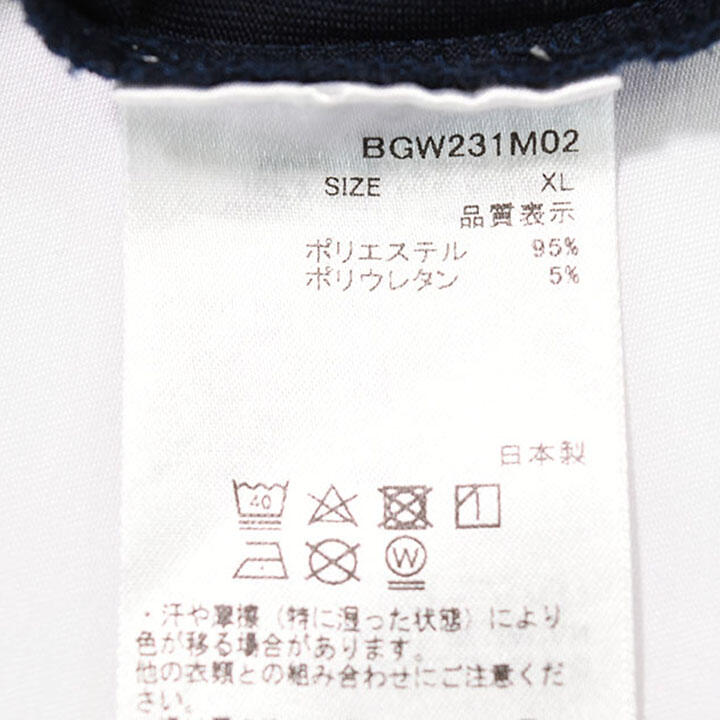 BGW231M02
SIZE XL
品質表示
ポリエステル 95%
ポリウレタン 5%
日本製
40
W
・汗や摩擦(特に湿った状態)により
色が移る場合があります。
他の衣類との組み合わせにご注意くだ
さい。